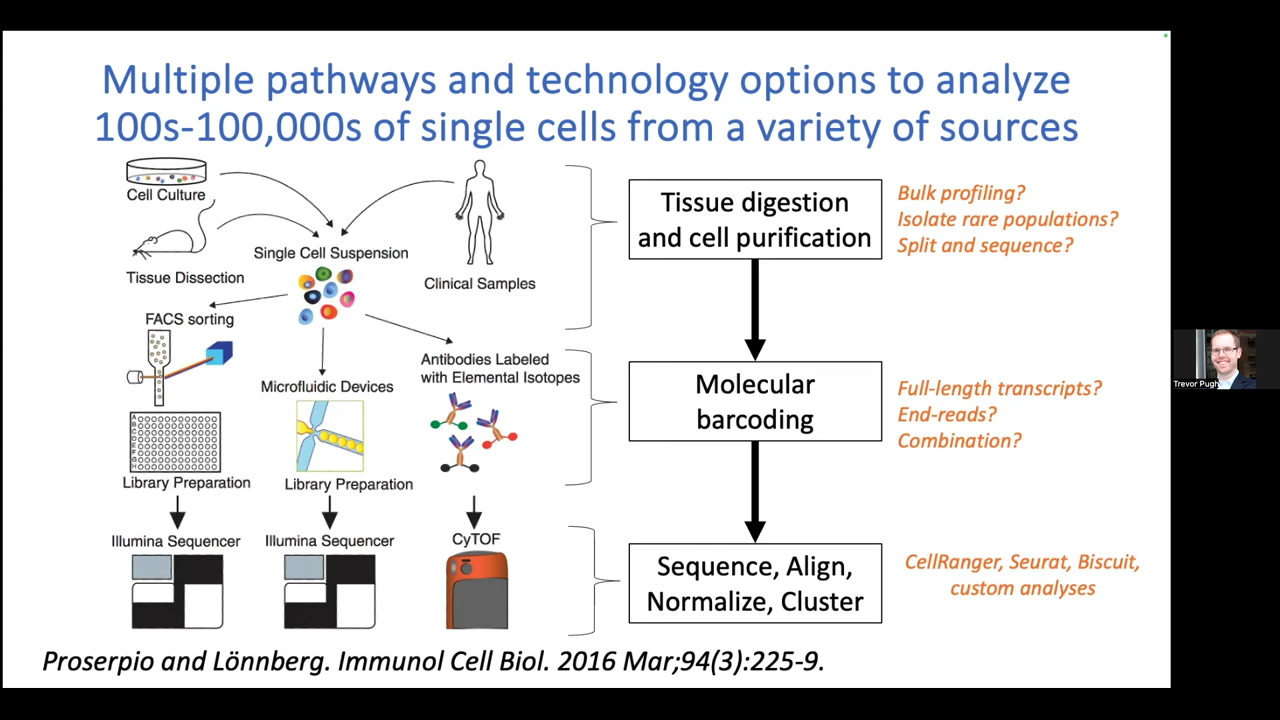 Multiple pathways and technology options to analyze
100s-100,000s of single cells from a variety of sources
Cell Culture
Tissue Dissection
Single Cell Suspension
Clinical Samples
FACS sorting
Microfluidic Devices
Antibodies Labeled
with Elemental Isotopes
Library Preparation
Library Preparation
Illumina Sequencer
Illumina Sequencer
CyTOF
Tissue digestion
and cell purification
Bulk profiling?
Isolate rare populations?
Split and sequence?
Molecular
barcoding
Full-length transcripts?
End-reads?
Combination?
Sequence, Align,
Normalize, Cluster
CellRanger, Seurat, Biscuit,
custom analyses
Proserpio and Lönnberg. Immunol Cell Biol. 2016 Mar;94(3):225-9.
Trevor Pugh